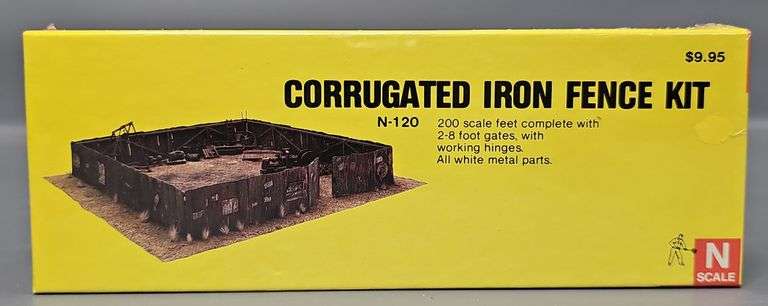 $9.95
CORRUGATED IRON FENCE KIT
N-120
200 scale feet complete with
2-8 foot gates, with
working hinges.
All white metal parts.
N
SCALE